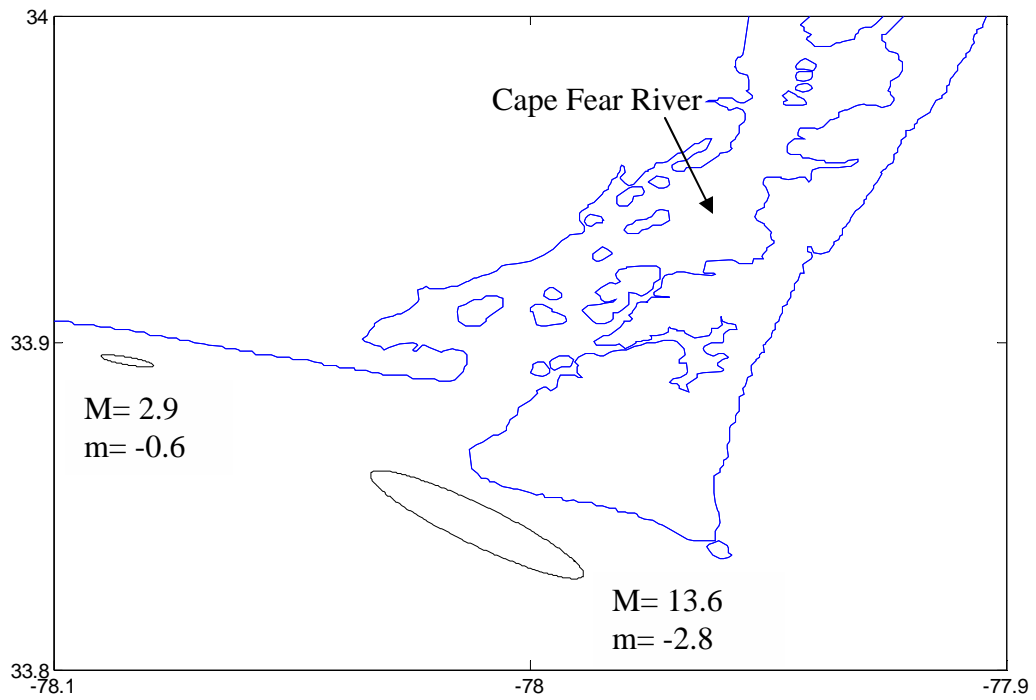 34
Cape Fear River
33.9
M= 2.9
m= -0.6
M= 13.6
m= -2.8
33.8
-78.1
-78
-77.9